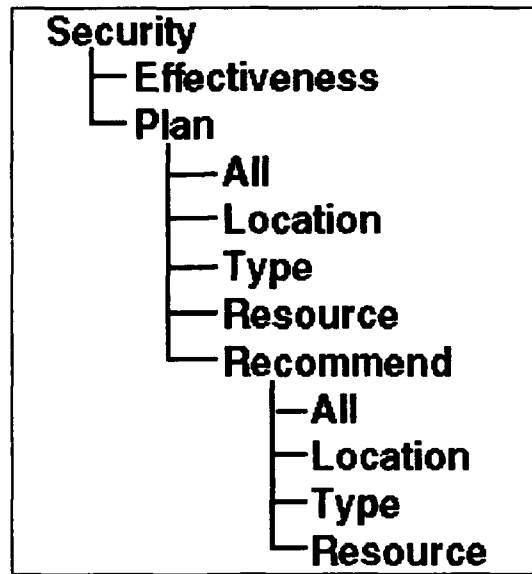 Security
Effectiveness
Plan
All
Location
Type
Resource
Recommend
All
Location
Type
Resource